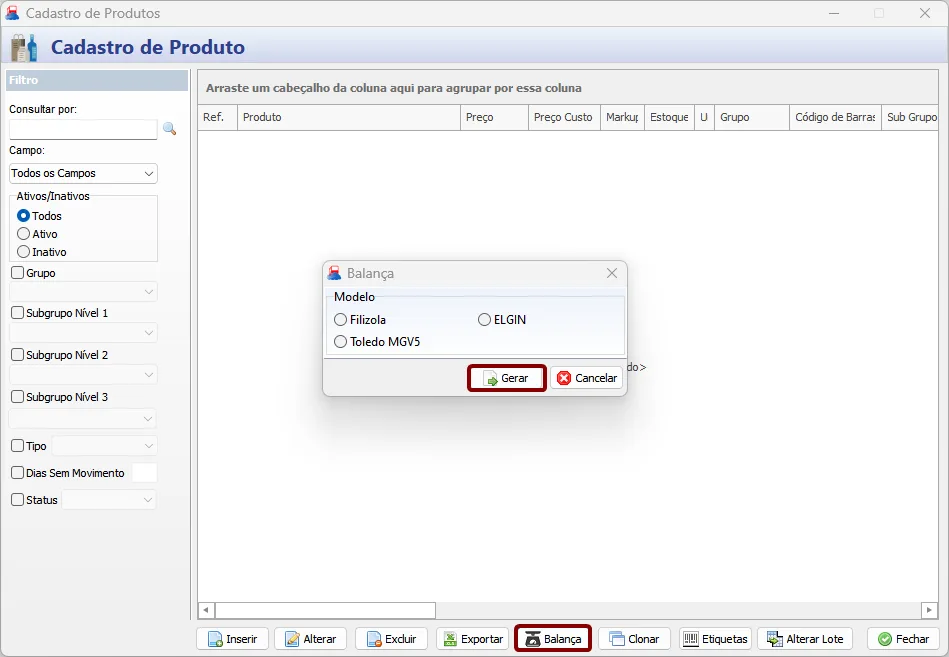 Cadastro de Produtos
Cadastro de Produto
Filtro
Consultar por:
Campo:
Todos os Campos
Ativos/Inativos
Todos
Ativo
Inativo
Grupo
Subgrupo Nível 1
Subgrupo Nível 2
Subgrupo Nível 3
Tipo
Dias Sem Movimento
Status
Arraste um cabeçalho da coluna aqui para agrupar por essa coluna
Ref. Produto Preço Preço Custo Markup Estoque U Grupo Código de Barras Sub Grupo
Balança
Modelo
Filizola ELGIN
Toledo MGV5
do>
Gerar Cancelar
Inserir Alterar Excluir Exportar Balança Clonar Etiquetas Alterar Lote Fechar